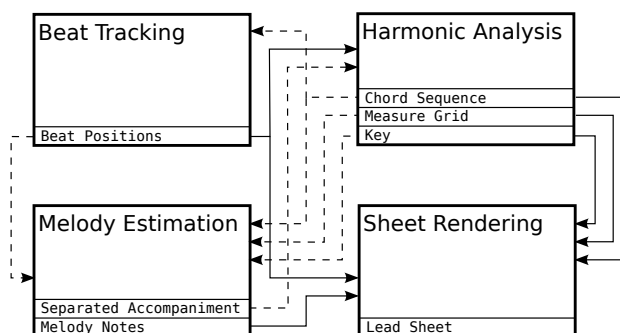 Beat Tracking
Beat Positions
Harmonic Analysis
Chord Sequence
Measure Grid
Key
Melody Estimation
Separated Accompaniment
Melody Notes
Sheet Rendering
Lead Sheet